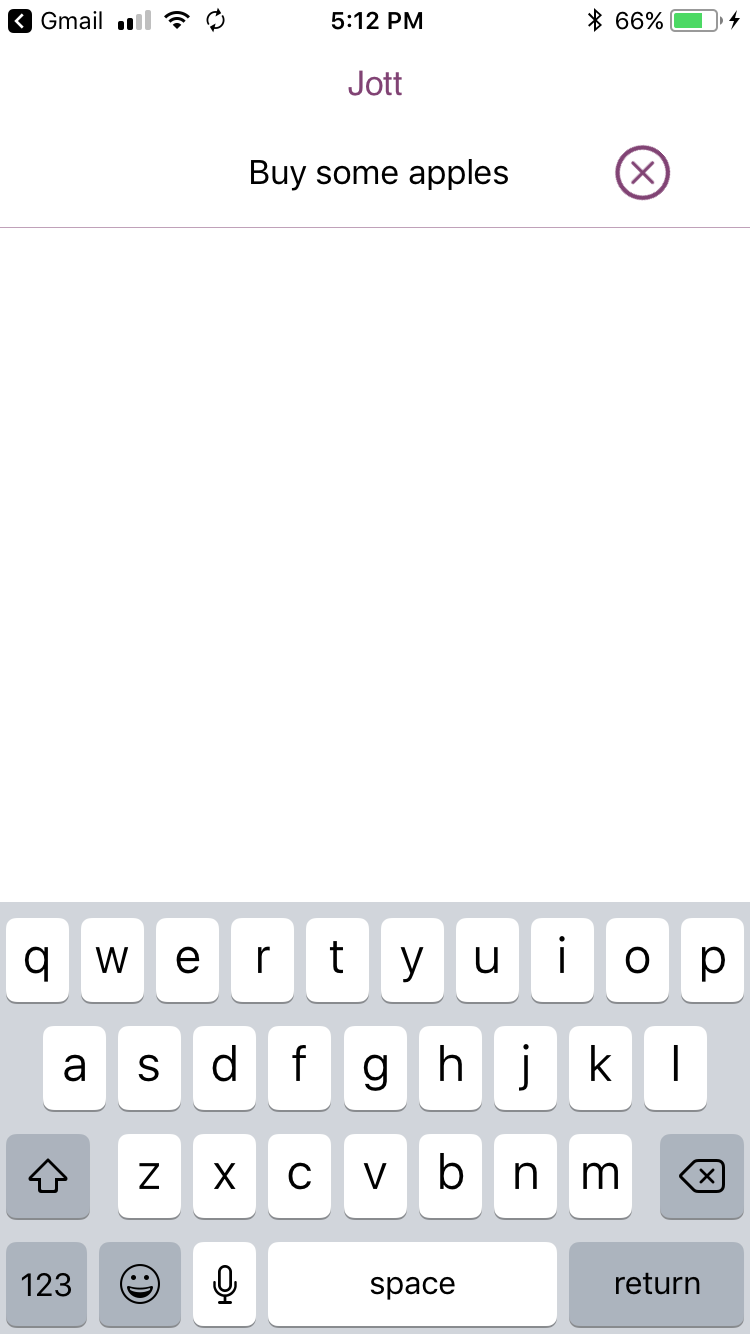 Gmail 5:12 PM 66%
Jott
Buy some apples
q w e r t y u i o p
a s d f g h j k l
z x c v b n m
123 space return